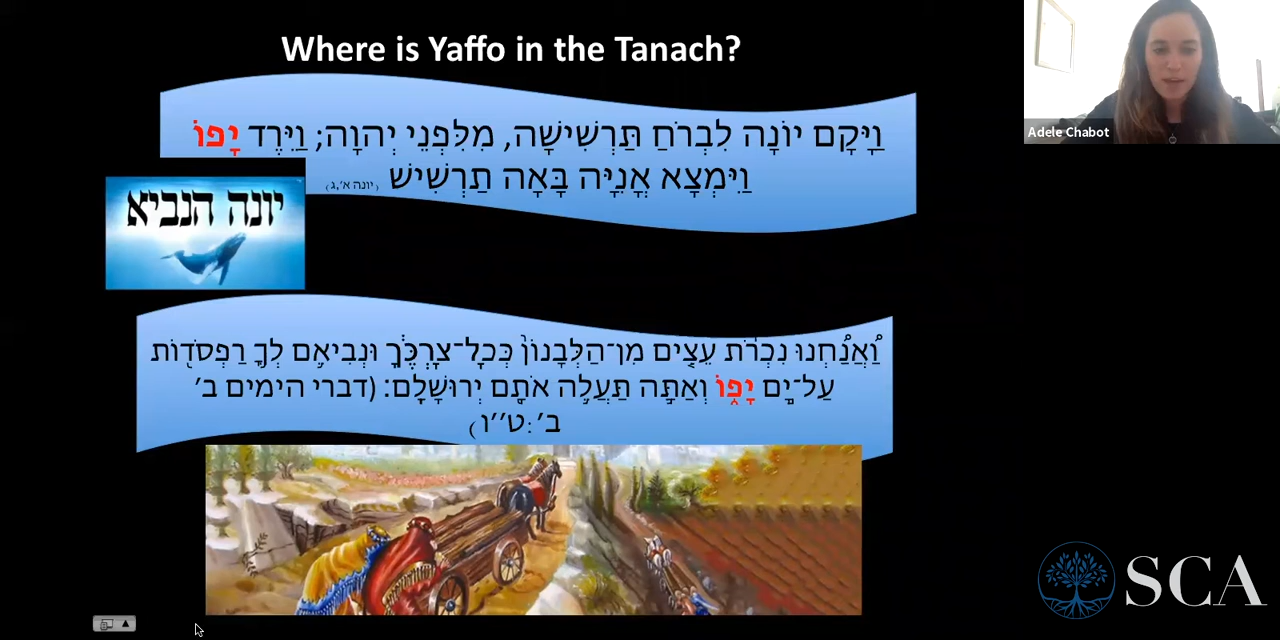 Where is Yaffo in the Tanach?
וַיָּקׇם יוֹנָה לִבְרֹחַ תַּרְשִׁישָׁה, מִלִּפְנֵי יְהוָה; וַיֵּרֶד יָפוֹ
וַיִּמְצָא אֳנִיָּה בָּאָה תַרְשִׁישׁ (יונה א׳,ג)
יונה הנביא
וַ֠אֲנַ֠חְנוּ נִכְרֹ֨ת עֵצִ֤ים מִן־הַלְּבָנוֹן֙ כְּכׇל־צׇרְכֶּ֔ךָ וּנְבִיאֵ֥ם לְךָ֛ רַפְסֹד֖וֹת
עַל־יָ֣ם יָפ֑וֹ וְאַתָּ֛ה תַּעֲלֶ֥ה אֹתָ֖ם יְרוּשָׁלָֽ͏ִם׃ (דברי הימים ב׳
ב׳:ט״ו)
Adele Chabot
SCA